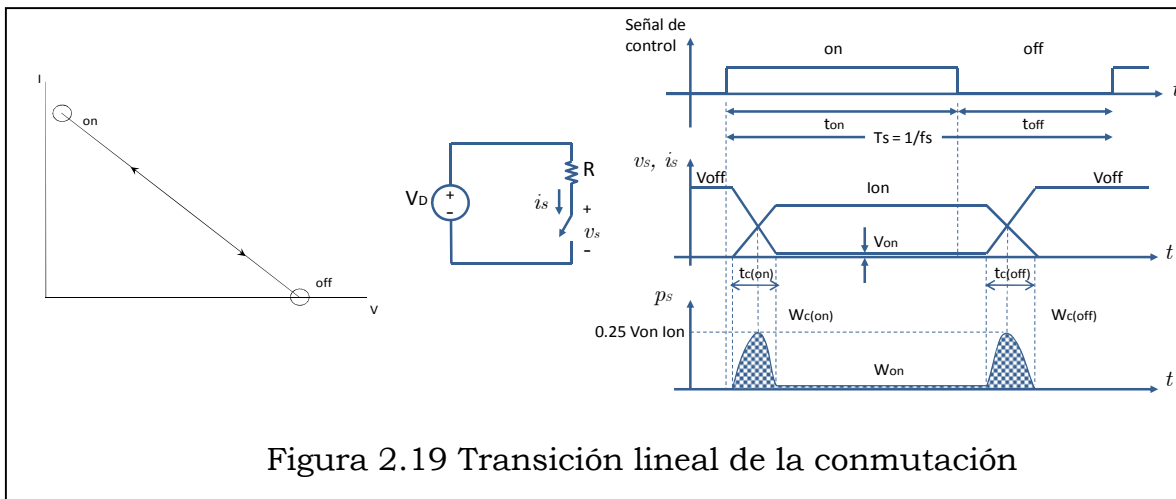 I
on
off
V
VD
+
-
R
is
+
vs
-
Señal de
control
on
off
t
ton
toff
Ts = 1/fs
vs, is
Voff
Ion
Voff
Von
t
tc(on)
tc(off)
ps
Wc(on)
Wc(off)
0.25 Von Ion
Won
t
Figura 2.19 Transición lineal de la conmutación